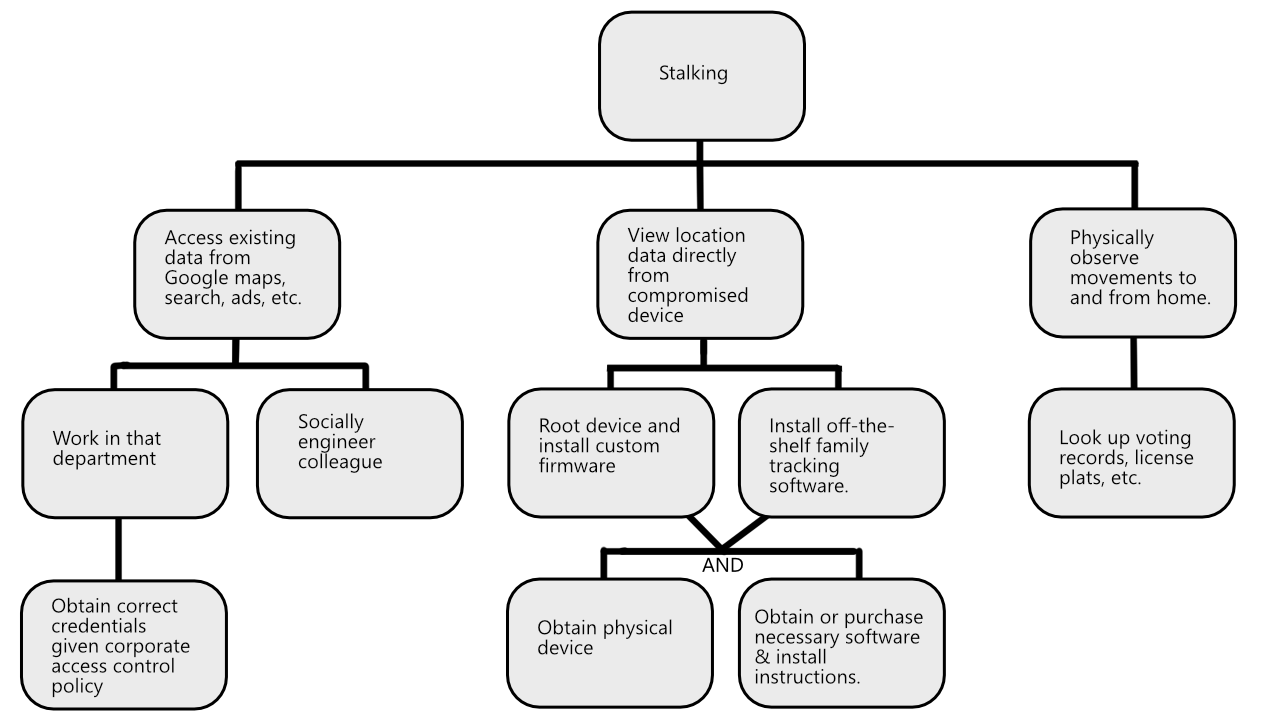 Stalking
Access existing
data from
Google maps,
search, ads, etc.
View location
data directly
from
compromised
device
Physically
observe
movements to
and from home.
Work in that
department
Socially
engineer
colleague
Root device and
install custom
firmware
Install off-the-
shelf family
tracking
software.
Look up voting
records, license
plats, etc.
AND
Obtain correct
credentials
given corporate
access control
policy
Obtain physical
device
Obtain or purchase
necessary software
& install
instructions.